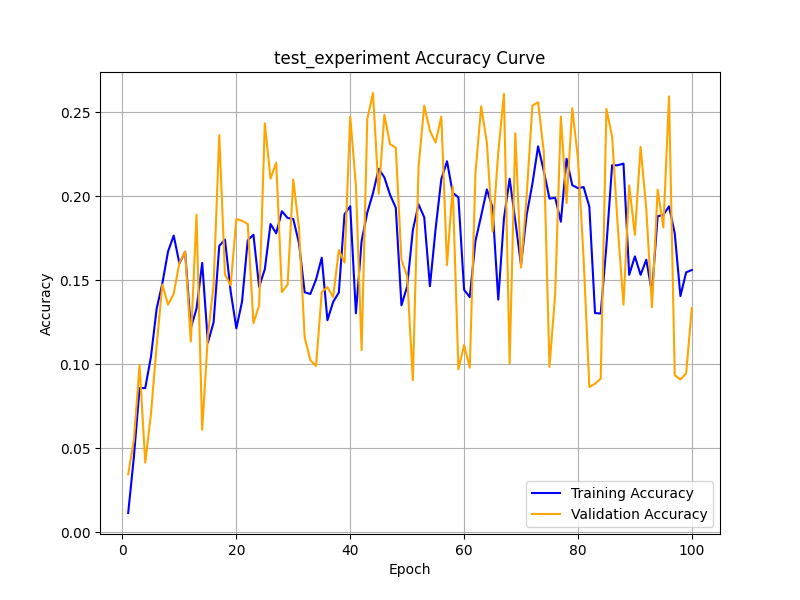 test_experiment Accuracy Curve
Accuracy
0.25
0.20
0.15
0.10
0.05
0.00
0 20 40 60 80 100
Epoch
Training Accuracy
Validation Accuracy